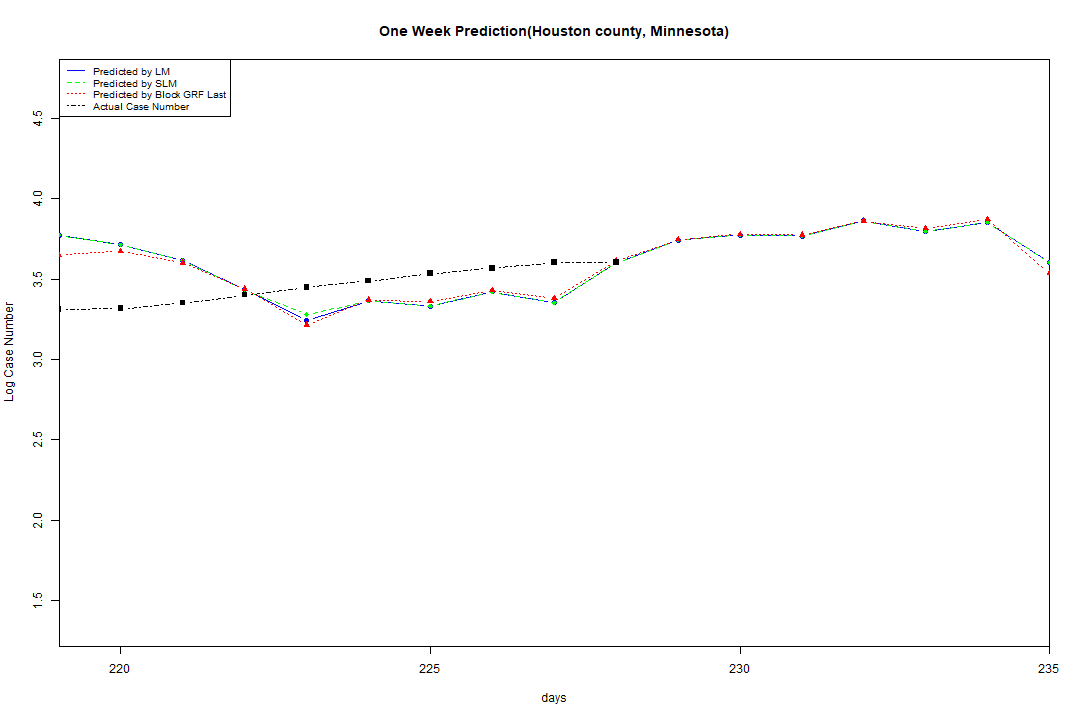 One Week Prediction(Houston county, Minnesota)
Predicted by LM
Predicted by SLM
Predicted by Block GRF Last
Actual Case Number
4.5
4.0
3.5
3.0
2.5
2.0
1.5
Log Case Number
220 225 230 235
days